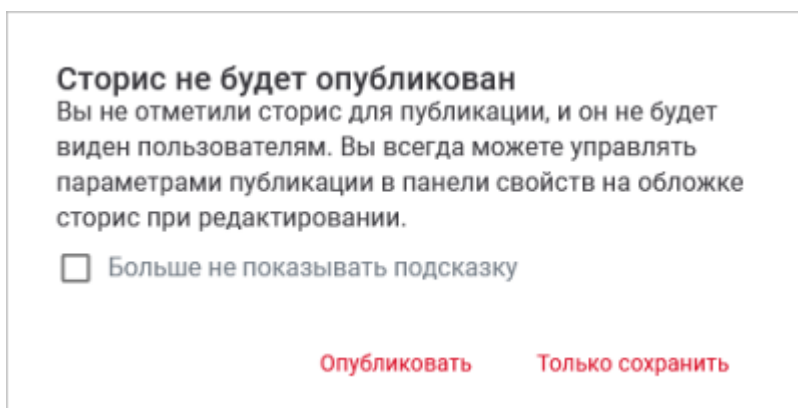 Сторис не будет опубликован
Вы не отметили сторис для публикации, и он не будет
виден пользователям. Вы всегда можете управлять
параметрами публикации в панели свойств на обложке
сторис при редактировании.
Больше не показывать подсказку
Опубликовать Только сохранить